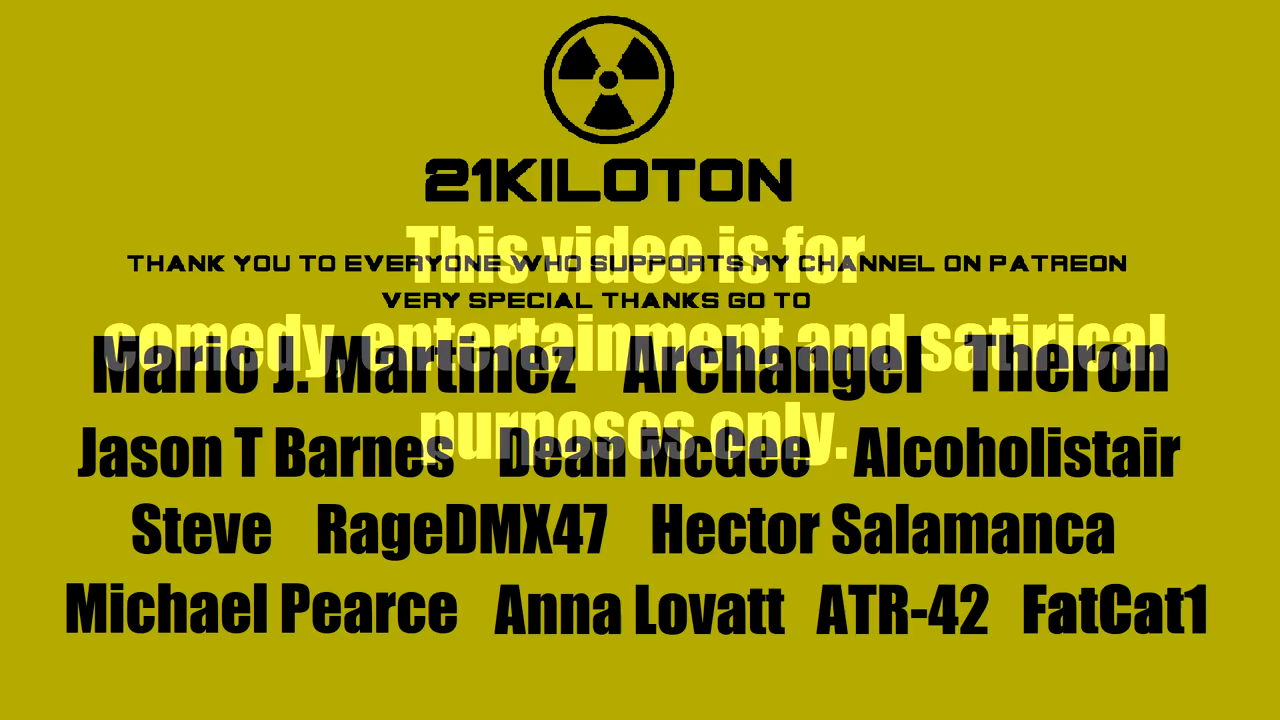 21KILOTON
This video is for
THANK YOU TO EVERYONE WHO SUPPORTS MY CHANNEL ON PATREON
VERY SPECIAL THANKS GO TO
comedy, entertainment and satirical
Mario J. Martinez Archangel Theron
purposes only.
Jason T Barnes Dean McGee Alcoholistair
Steve RageDMX47 Hector Salamanca
Michael Pearce Anna Lovatt ATR-42 FatCat1